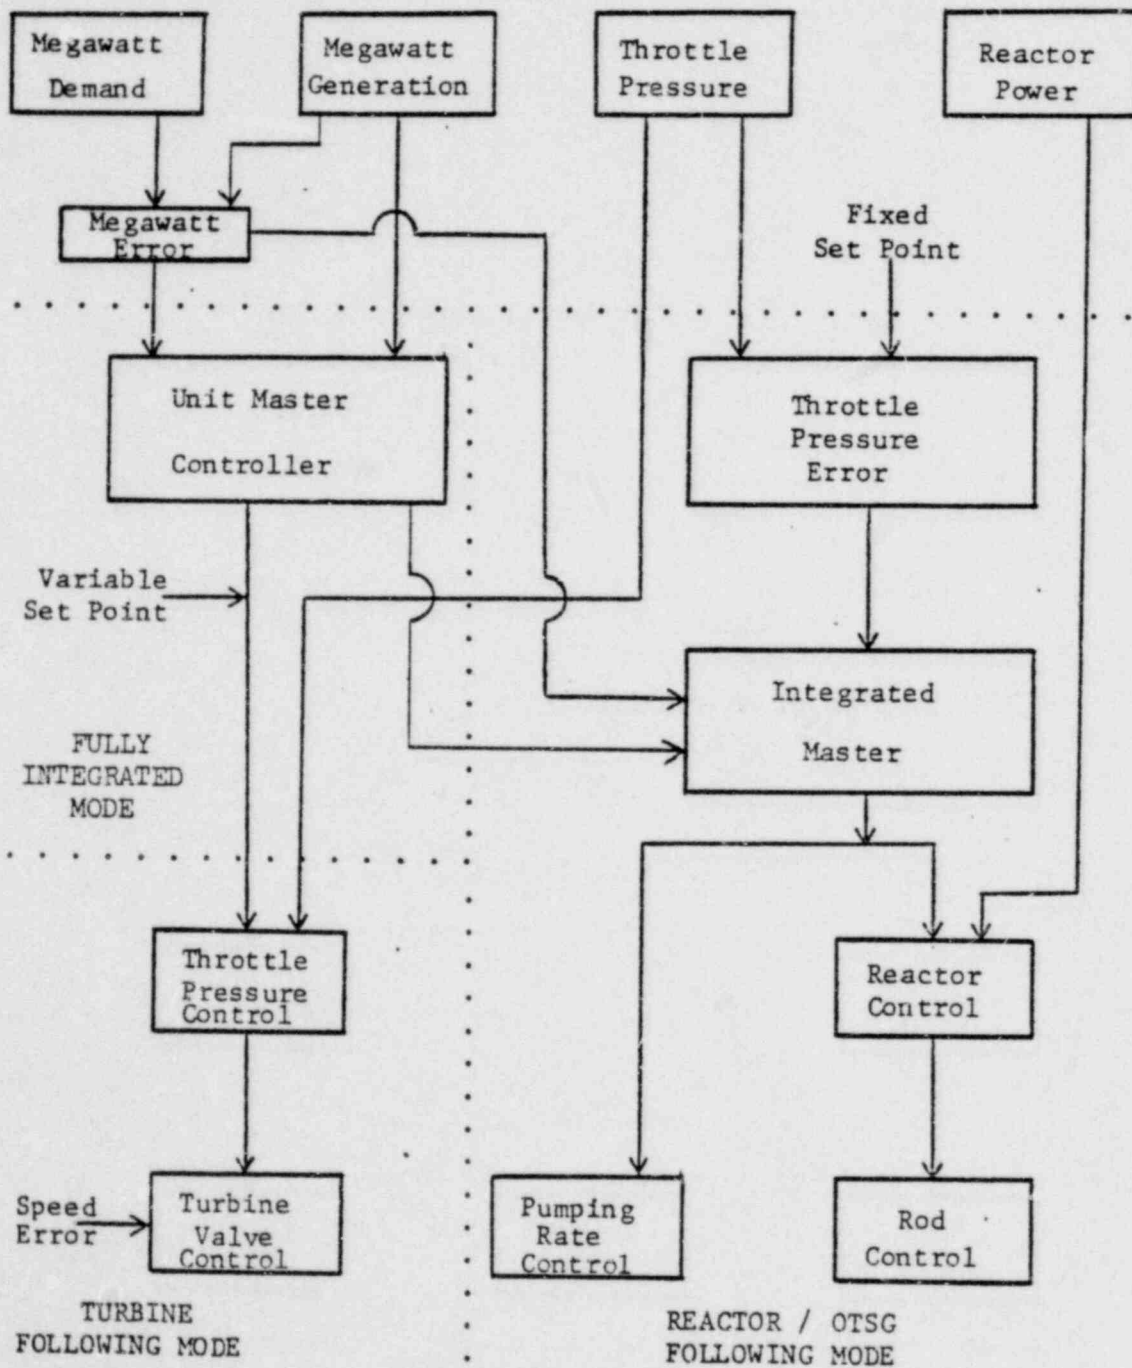 Megawatt
Demand
Megawatt
Generation
Throttle
Pressure
Reactor
Power
Megawatt
Error
Fixed
Set Point
Unit Master
Controller
Throttle
Pressure
Error
Variable
Set Point
Integrated
Master
FULLY
INTEGRATED
MODE
Throttle
Pressure
Control
Reactor
Control
Speed
Error
Turbine
Valve
Control
Pumping
Rate
Control
Rod
Control
TURBINE
FOLLOWING MODE
REACTOR / OTSG
FOLLOWING MODE